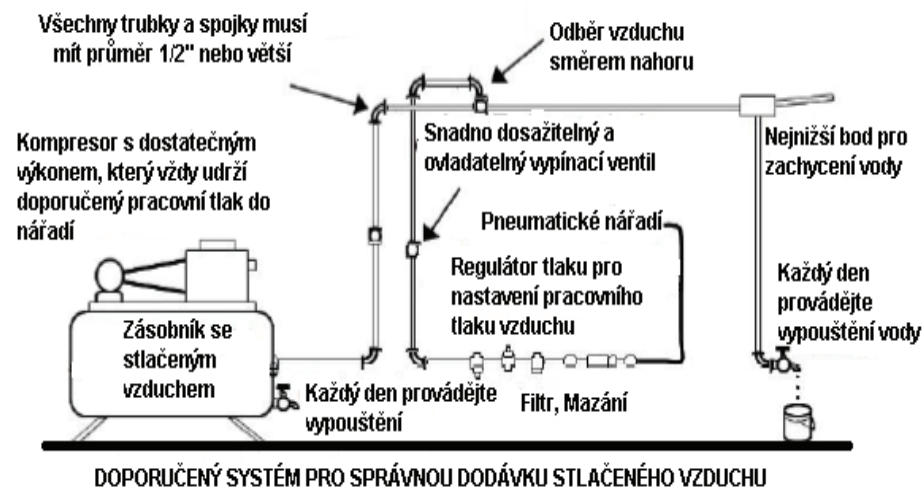 Všechny trubky a spojky musí
mít průměr 1/2" nebo větší
Odběr vzduchu
směrem nahoru
Kompresor s dostatečným
výkonem, který vždy udrží
doporučený pracovní tlak do
nářadí
Snadno dosažitelný a
ovladatelný vypínací ventil
Nejnižší bod pro
zachycení vody
Pneumatické nářadí
Regulátor tlaku pro
nastavení pracovního
tlaku vzduchu
Každý den
provádějte
vypouštění vody
Zásobník se
stlačeným
vzduchem
Každý den provádějte
vypouštění
Filtr, Mazání
DOPORUČENÝ SYSTÉM PRO SPRÁVNOU DODÁVKU STLAČENÉHO VZDUCHU